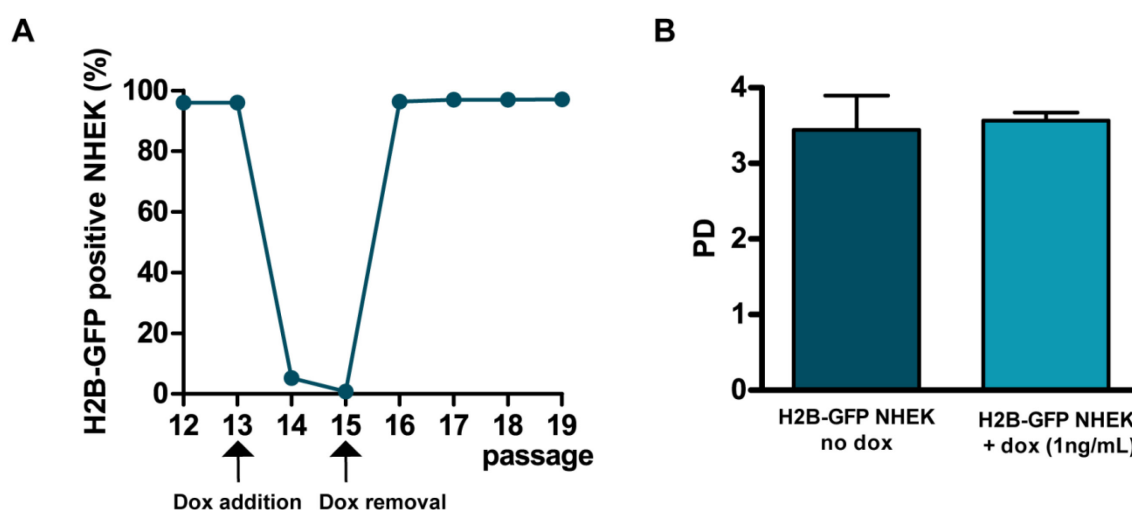 A
H2B-GFP positive NHEK (%)
100
80
60
40
20
0
12 13 14 15 16 17 18 19
passage
Dox addition Dox removal
B
PD
4
3
2
1
0
H2B-GFP NHEK
no dox
H2B-GFP NHEK
+ dox (1ng/mL)